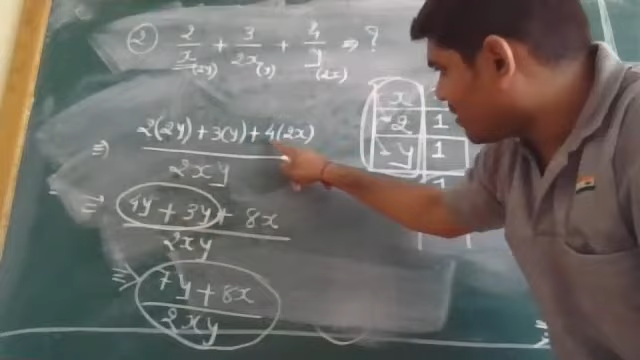 ② 2/x(2y) + 3/2x(y) + 4/y(2x) ⇒ ?
⇒ 2(2y) + 3(y) + 4(2x) / 2xy
⇒ 4y + 3y + 8x / 2xy
⇒ 7y + 8x / 2xy
x
2 1
y 1
1